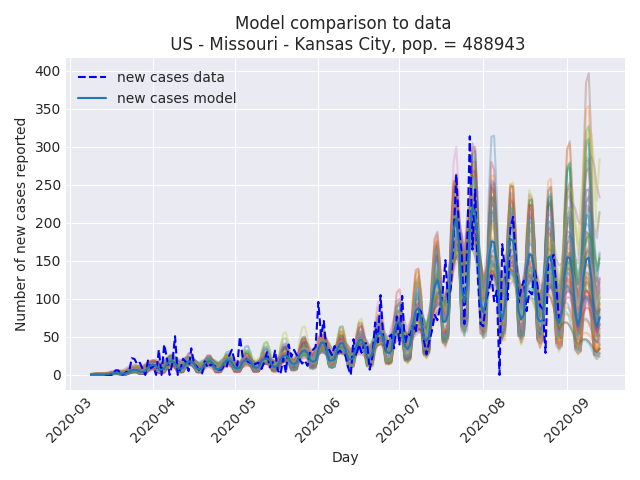 Model comparison to data
US - Missouri - Kansas City, pop. = 488943
new cases data
new cases model
Number of new cases reported
400
350
300
250
200
150
100
50
0
2020-03
2020-04
2020-05
2020-06
2020-07
2020-08
2020-09
Day